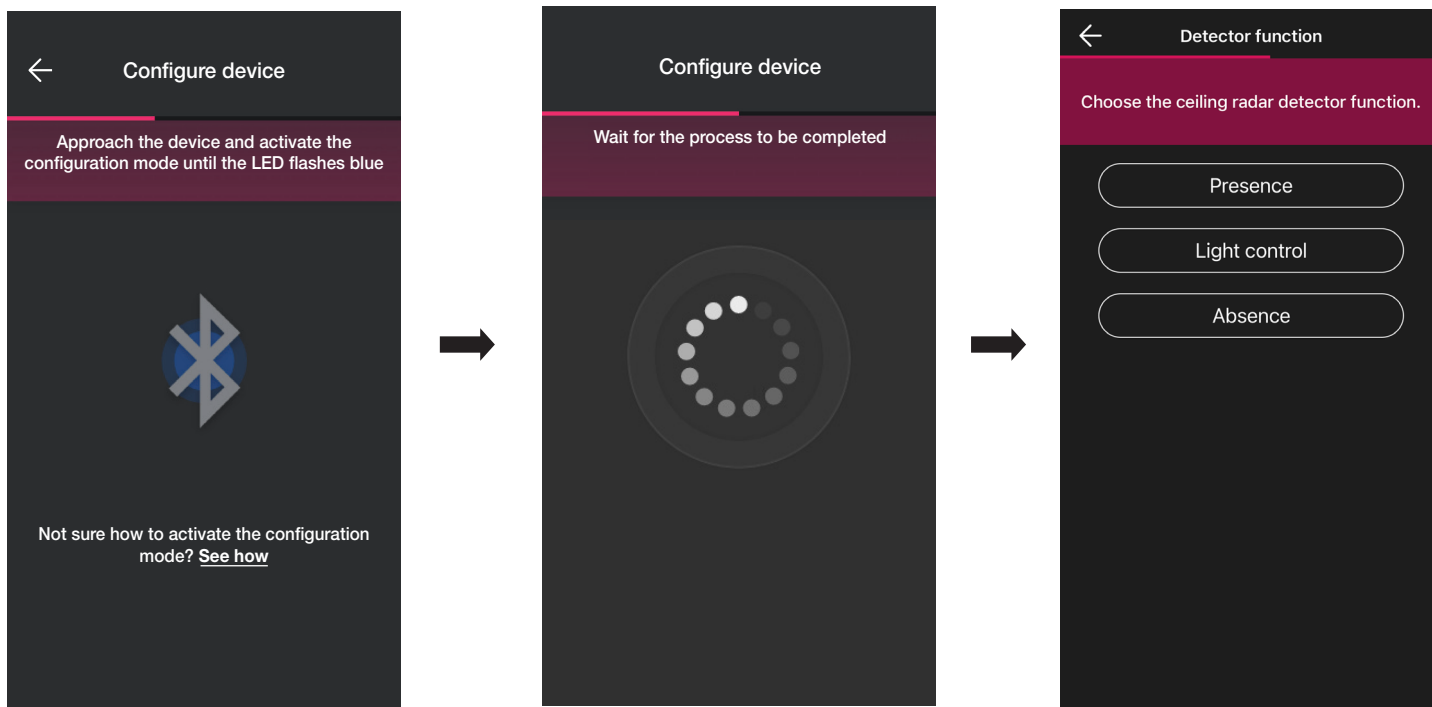 Configure device
Approach the device and activate the
configuration mode until the LED flashes blue
Not sure how to activate the configuration
mode? See how
Configure device
Wait for the process to be completed
Detector function
Choose the ceiling radar detector function.
Presence
Light control
Absence